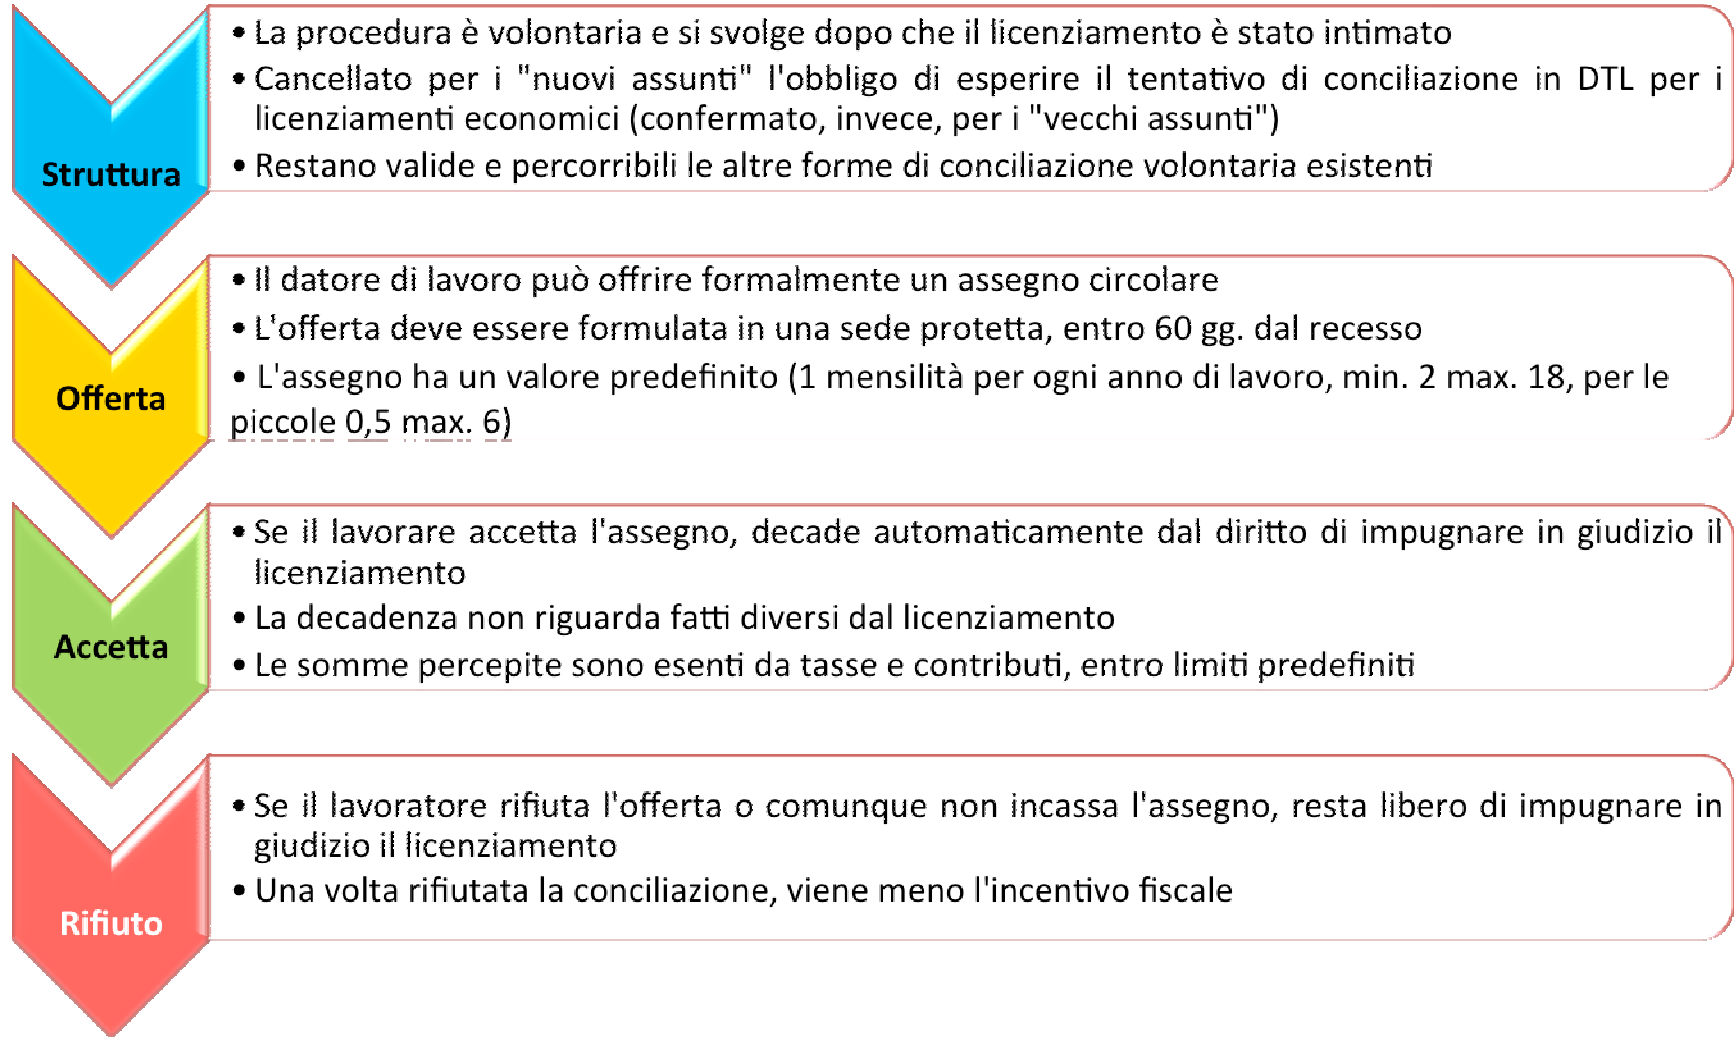 Struttura
• La procedura è volontaria e si svolge dopo che il licenziamento è stato intimato
• Cancellato per i "nuovi assunti" l'obbligo di esperire il tentativo di conciliazione in DTL per i
licenziamenti economici (confermato, invece, per i "vecchi assunti")
• Restano valide e percorribili le altre forme di conciliazione volontaria esistenti
Offerta
• Il datore di lavoro può offrire formalmente un assegno circolare
• L'offerta deve essere formulata in una sede protetta, entro 60 gg. dal recesso
• L'assegno ha un valore predefinito (1 mensilità per ogni anno di lavoro, min. 2 max. 18, per le
piccole 0,5 max. 6)
Accetta
• Se il lavorare accetta l'assegno, decade automaticamente dal diritto di impugnare in giudizio il
licenziamento
• La decadenza non riguarda fatti diversi dal licenziamento
• Le somme percepite sono esenti da tasse e contributi, entro limiti predefiniti
Rifiuto
• Se il lavoratore rifiuta l'offerta o comunque non incassa l'assegno, resta libero di impugnare in
giudizio il licenziamento
• Una volta rifiutata la conciliazione, viene meno l'incentivo fiscale